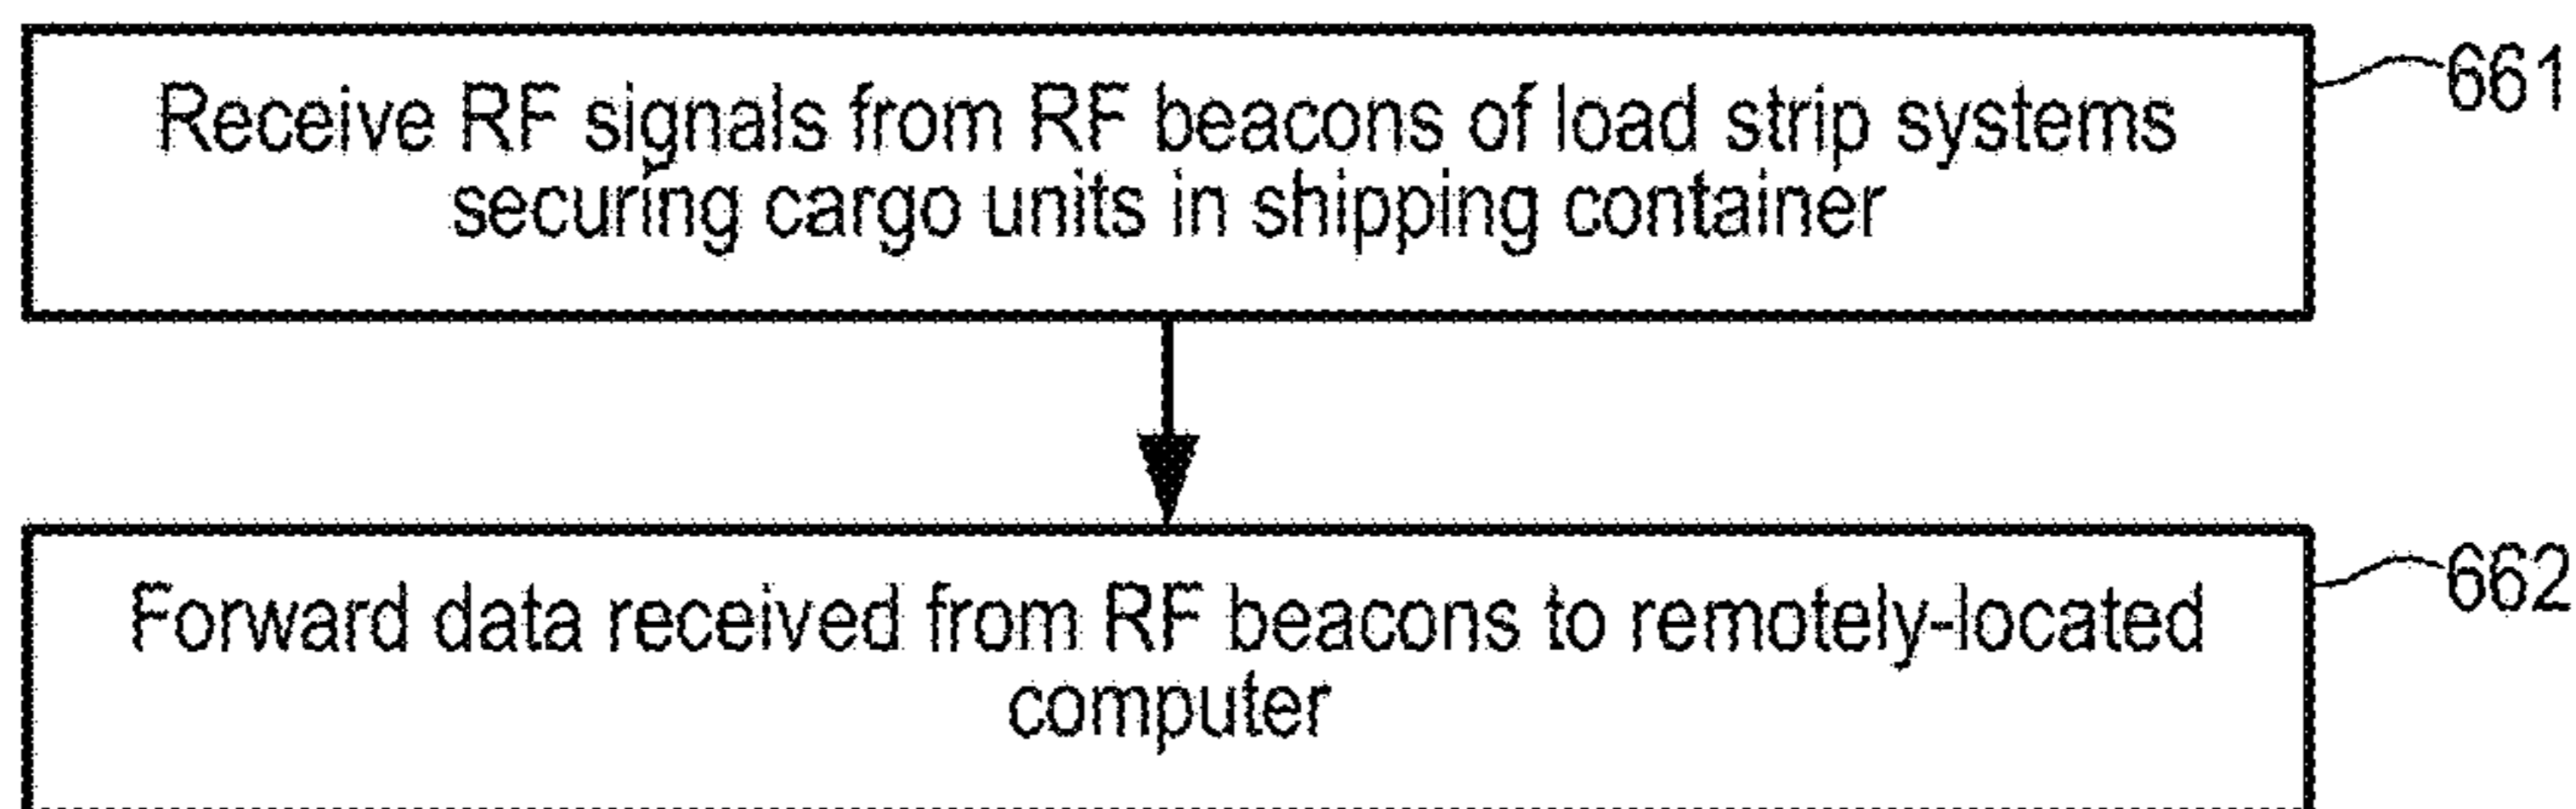 Receive RF signals from RF beacons of load strip systems
securing cargo units in shipping container
661
Forward data received from RF beacons to remotely-located
computer
662